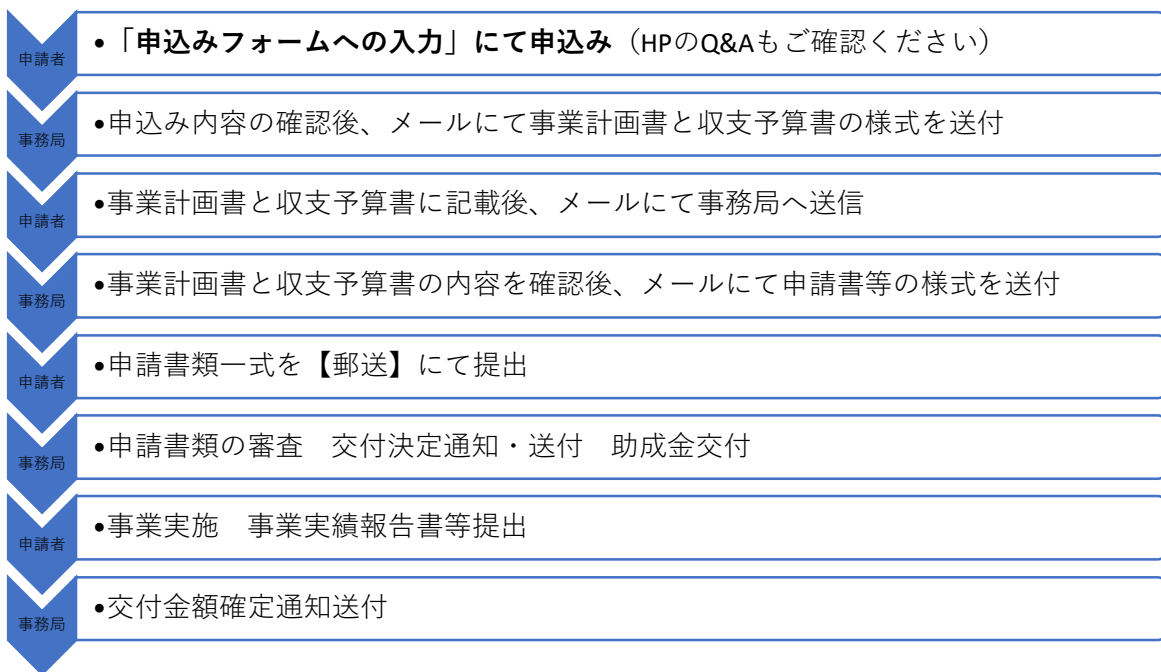 申請者
•「申込みフォームへの入力」にて申込み（HPのQ&Aもご確認ください）
事務局
•申込み内容の確認後、メールにて事業計画書と収支予算書の様式を送付
申請者
•事業計画書と収支予算書に記載後、メールにて事務局へ送信
事務局
•事業計画書と収支予算書の内容を確認後、メールにて申請書等の様式を送付
申請者
•申請書類一式を【郵送】にて提出
事務局
•申請書類の審査　交付決定通知・送付　助成金交付
申請者
•事業実施　事業実績報告書等提出
事務局
•交付金額確定通知送付